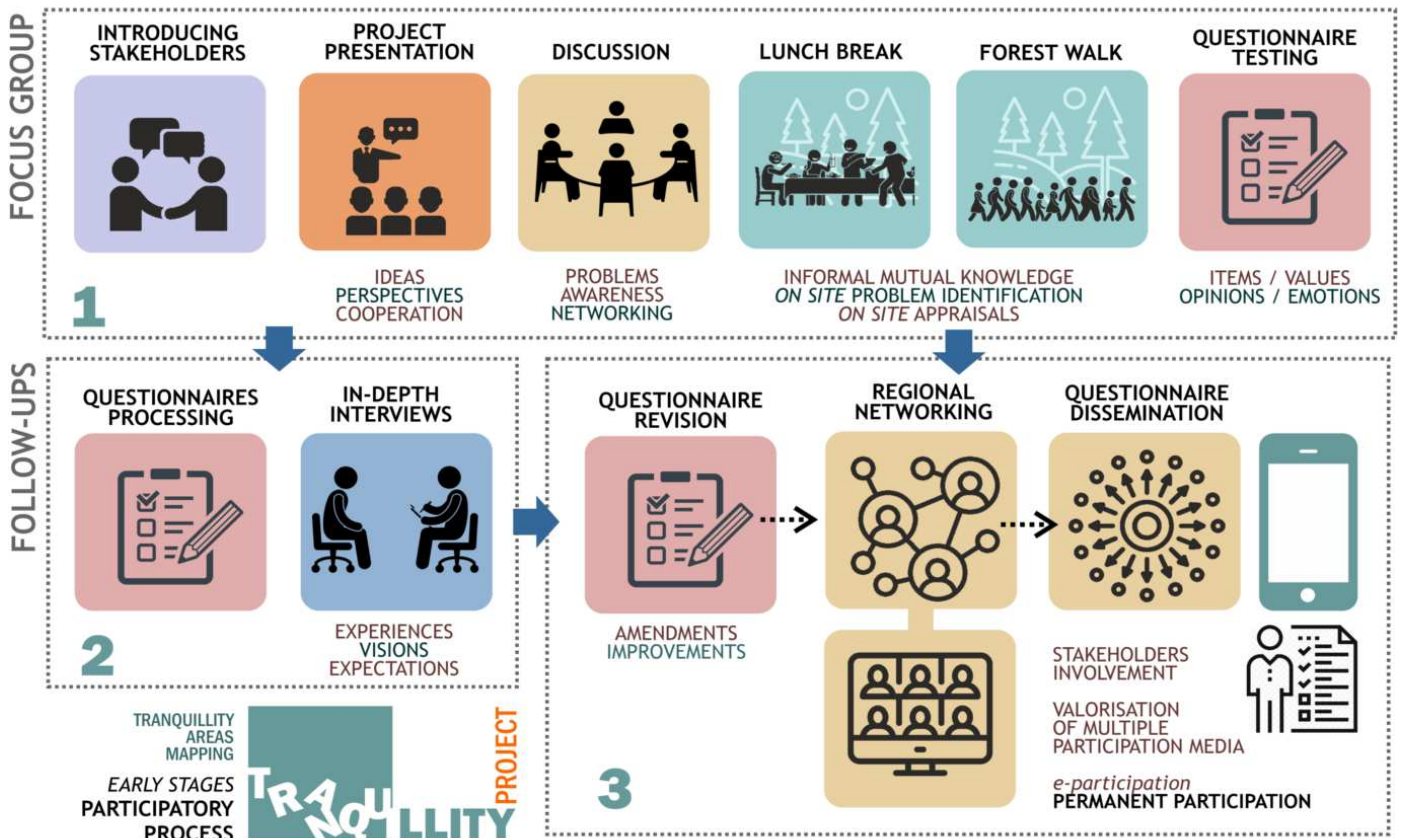 FOCUS GROUP
INTRODUCING
STAKEHOLDERS
PROJECT
PRESENTATION
DISCUSSION
LUNCH BREAK
FOREST WALK
QUESTIONNAIRE
TESTING
IDEAS
PERSPECTIVES
COOPERATION
PROBLEMS
AWARENESS
NETWORKING
INFORMAL MUTUAL KNOWLEDGE
ON SITE PROBLEM IDENTIFICATION
ON SITE APPRAISALS
ITEMS / VALUES
OPINIONS / EMOTIONS
1
FOLLOW-UPS
QUESTIONNAIRES
PROCESSING
IN-DEPTH
INTERVIEWS
EXPERIENCES
VISIONS
EXPECTATIONS
2
QUESTIONNAIRE
REVISION
REGIONAL
NETWORKING
QUESTIONNAIRE
DISSEMINATION
AMENDMENTS
IMPROVEMENTS
STAKEHOLDERS
INVOLVEMENT
VALORISATION
OF MULTIPLE
PARTICIPATION MEDIA
e-participation
PERMANENT PARTICIPATION
3
TRANQUILLITY
AREAS
MAPPING
EARLY STAGES
PARTICIPATORY
PROCESS
TRANQUILLITY
PROJECT